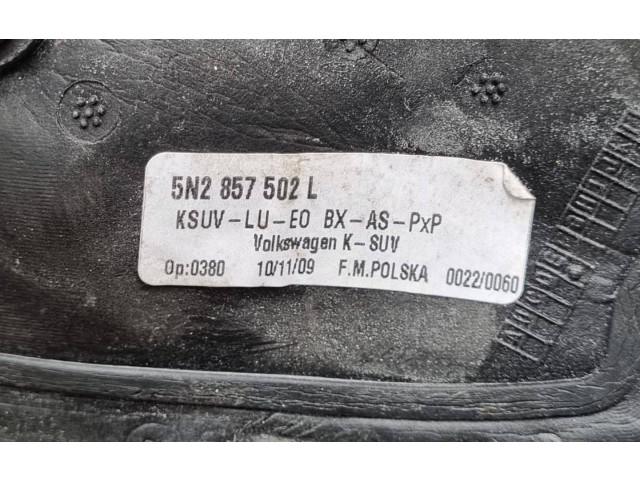 5N2 857 502 L
KSUV-LU-EO BX-AS-PxP
Volkswagen K-SUV
Op:0380 10/11/09 F.M.POLSKA 0022/0060